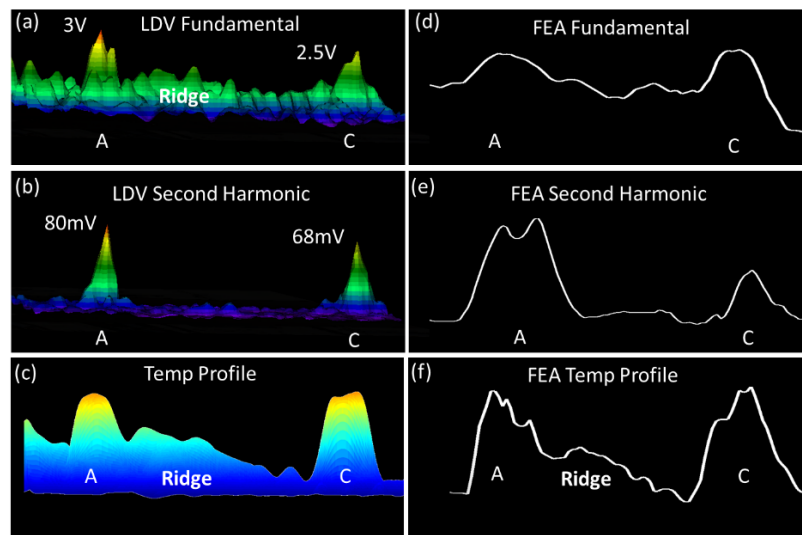 (a)
LDV Fundamental
3V
2.5V
Ridge
A
C
(b)
LDV Second Harmonic
80mV
68mV
A
C
(c)
Temp Profile
A
Ridge
C
(d)
FEA Fundamental
A
C
(e)
FEA Second Harmonic
A
C
(f)
FEA Temp Profile
A
Ridge
C